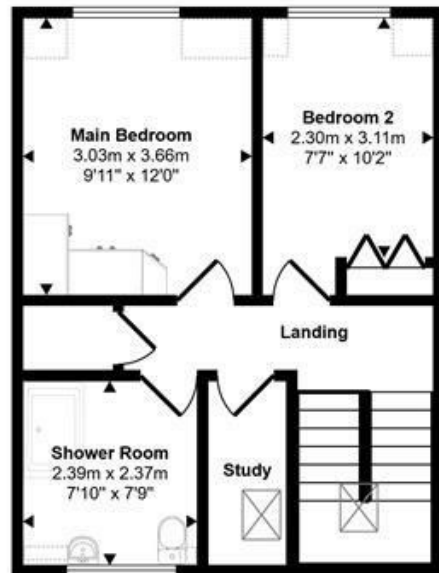 Main Bedroom
3.03m x 3.66m
9'11" x 12'0"
Bedroom 2
2.30m x 3.11m
7'7" x 10'2"
Landing
Shower Room
2.39m x 2.37m
7'10" x 7'9"
Study